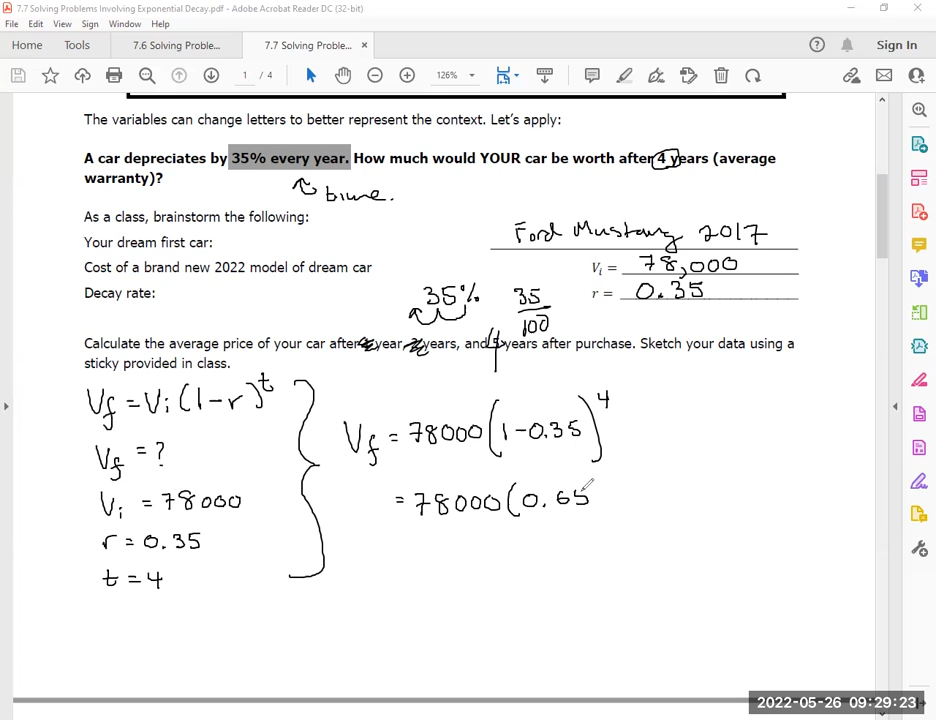 7.7 Solving Problems Involving Exponential Decay.pdf - Adobe Acrobat Reader DC (32-bit)
File Edit View Sign Window Help
Home Tools 7.6 Solving Proble... 7.7 Solving Proble... × Sign In
1 / 4 126%
The variables can change letters to better represent the context. Let's apply:
A car depreciates by 35% every year. How much would YOUR car be worth after 4 years (average
warranty)?
time.
As a class, brainstorm the following:
Your dream first car: Ford Mustang 2017
Cost of a brand new 2022 model of dream car Vi = 78,000
Decay rate: 35% 35/100 r = 0.35
Calculate the average price of your car after year, years, and 4 years after purchase. Sketch your data using a
sticky provided in class.
Vf = Vi (1-r)^t
Vf = ?
Vi = 78000
r = 0.35
t = 4
Vf = 78000 (1-0.35)^4
= 78000(0.65
2022-05-26 09:29:23